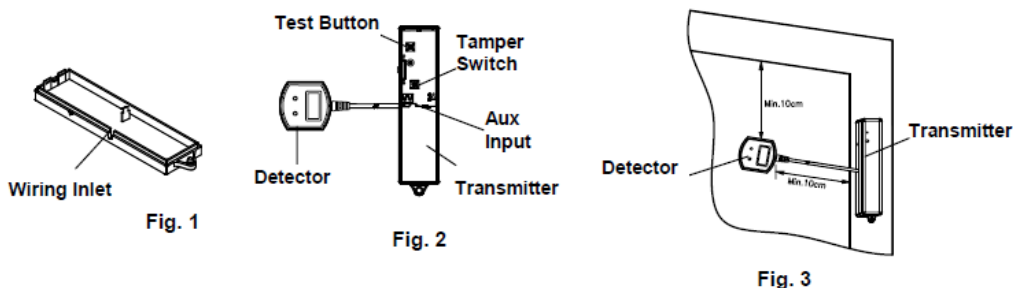 Wiring Inlet
Fig. 1
Test Button
Tamper
Switch
Aux
Input
Detector
Transmitter
Fig. 2
Min.10cm
Transmitter
Detector
Min.10cm
Fig. 3